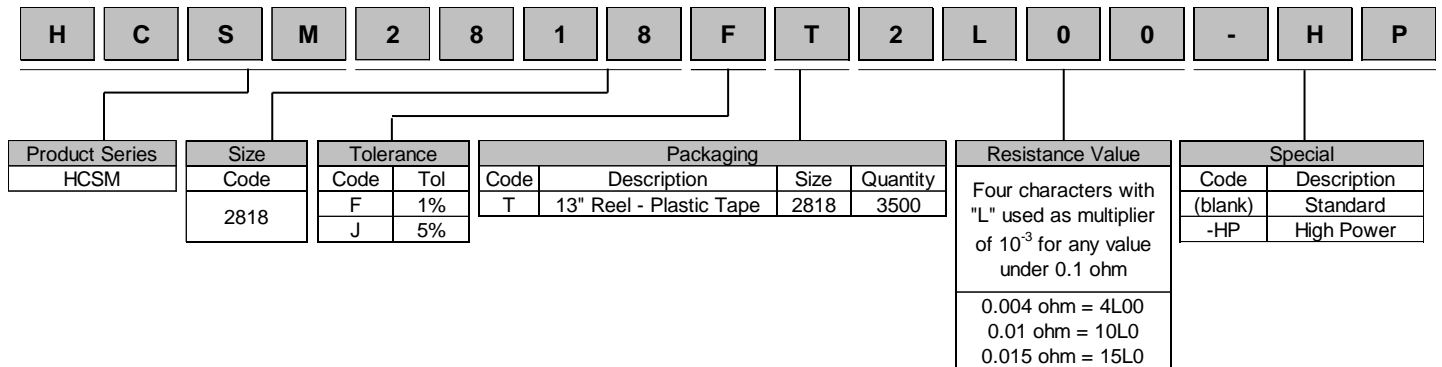 H C S M 2 8 1 8 F T 2 L 0 0 - H P
Product Series
HCSM
Size
Code
2818
Tolerance
Code Tol
F 1%
J 5%
Packaging
Code Description Size Quantity
T 13" Reel - Plastic Tape 2818 3500
Resistance Value
Four characters with
"L" used as multiplier
of 10⁻³ for any value
under 0.1 ohm
0.004 ohm = 4L00
0.01 ohm = 10L0
0.015 ohm = 15L0
Special
Code Description
(blank) Standard
-HP High Power